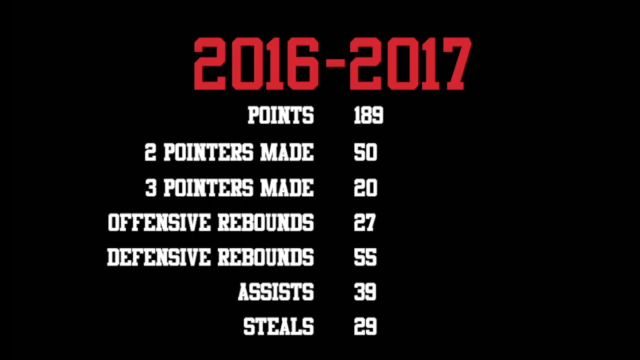 2016-2017
POINTS 189
2 POINTERS MADE 50
3 POINTERS MADE 20
OFFENSIVE REBOUNDS 27
DEFENSIVE REBOUNDS 55
ASSISTS 39
STEALS 29